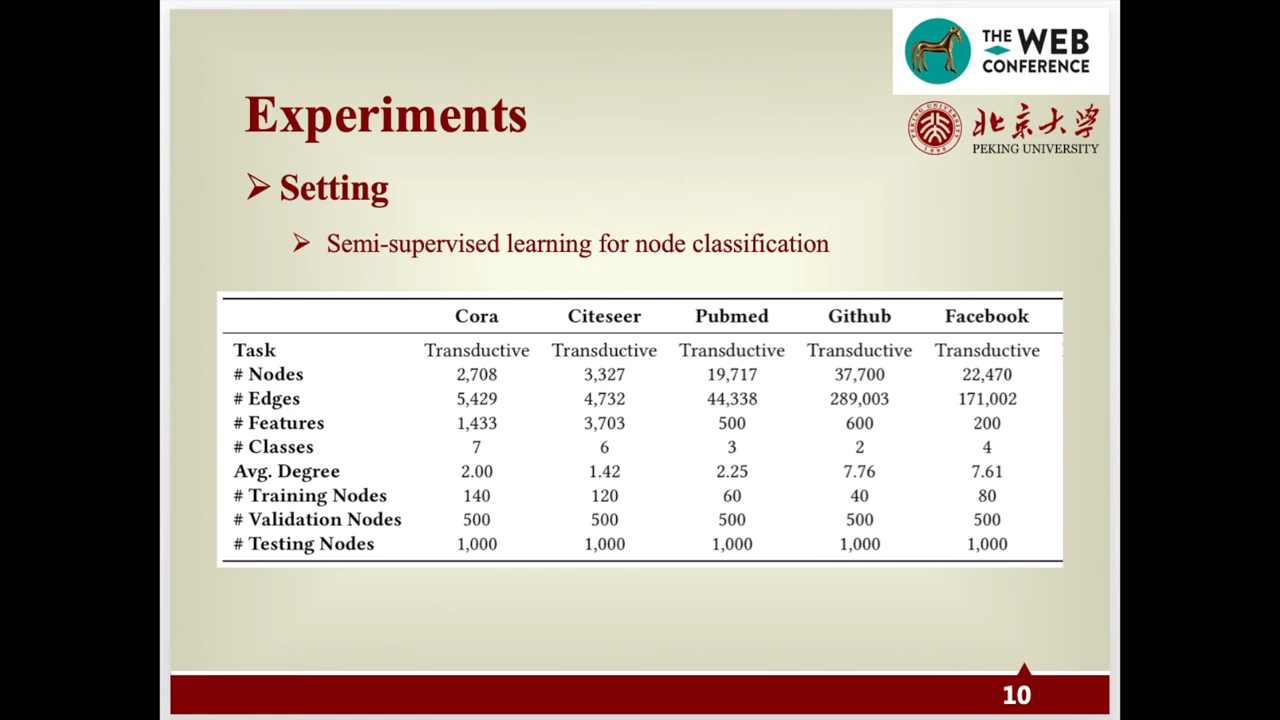 THE WEB
CONFERENCE
北京大学
PEKING UNIVERSITY
PEKING UNIVERSITY
1898
Experiments
Setting
Semi-supervised learning for node classification
Cora Citeseer Pubmed Github Facebook
Task Transductive Transductive Transductive Transductive Transductive
# Nodes 2,708 3,327 19,717 37,700 22,470
# Edges 5,429 4,732 44,338 289,003 171,002
# Features 1,433 3,703 500 600 200
# Classes 7 6 3 2 4
Avg. Degree 2.00 1.42 2.25 7.76 7.61
# Training Nodes 140 120 60 40 80
# Validation Nodes 500 500 500 500 500
# Testing Nodes 1,000 1,000 1,000 1,000 1,000
10